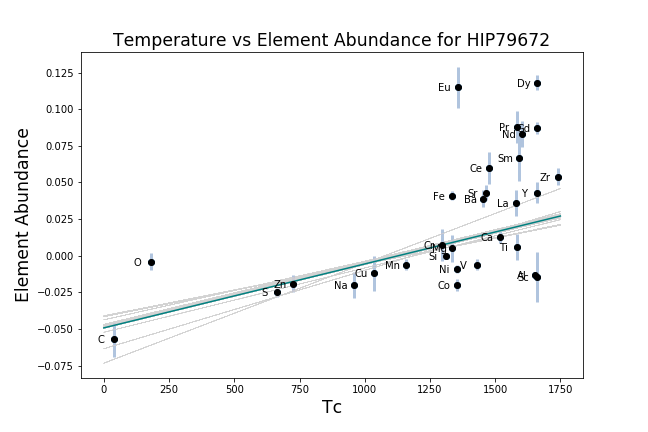 Temperature vs Element Abundance for HIP79672
Element Abundance
0.125
0.100
0.075
0.050
0.025
0.000
−0.025
−0.050
−0.075
Eu
Dy
Pr
Gd
Nd
Sm
Ce
Zr
Fe
Sr
Ba
Y
La
Ca
Cr
Mg
Ti
Si
O
Mn
V
Cu
Ni
Al
Sc
Zn
S
Na
Co
C
0
250
500
750
1000
1250
1500
1750
Tc